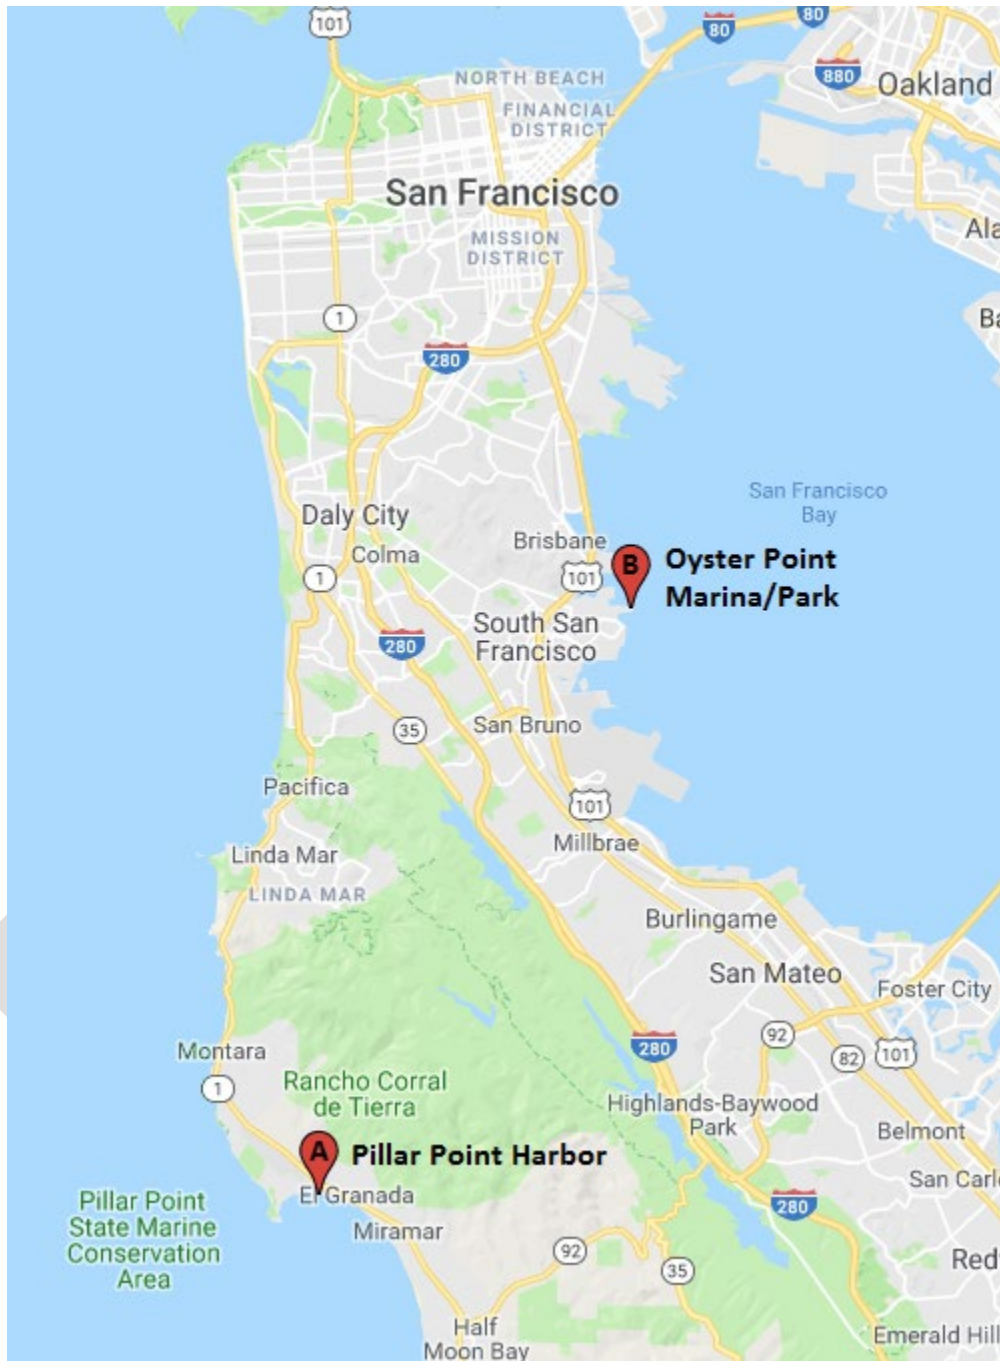 101
80
80
880
Oakland
NORTH BEACH
FINANCIAL
DISTRICT
San Francisco
MISSION
DISTRICT
Ala
1
Ba
280
San Francisco
Bay
Daly City
Colma
Brisbane
1
101
B
Oyster Point
Marina/Park
280
South San
Francisco
35
San Bruno
Pacifica
101
Millbrae
Linda Mar
LINDA MAR
Burlingame
San Mateo
Foster City
Montara
280
92
82
101
1
Rancho Corral
de Tierra
Highlands-Baywood
Park
Belmont
A
Pillar Point Harbor
San Carl
El Granada
Pillar Point
State Marine
Conservation
Area
280
Miramar
92
35
Red
Half
Moon Bay
Emerald Hill